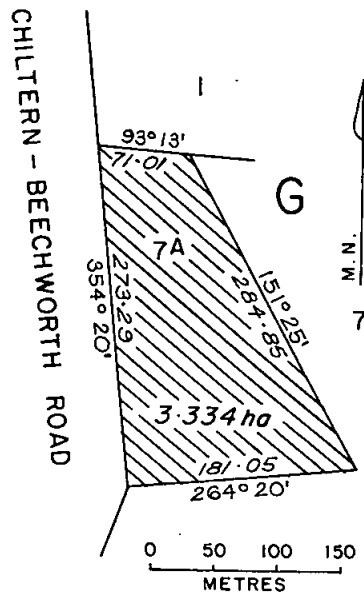 CHILTERN – BEECHWORTH ROAD
I
93° 13'
71·01
G
7A
M.N.
7
354° 20'
273·29
151° 25'
284·85
3·334 ha
181·05
264° 20'
0 50 100 150
METRES